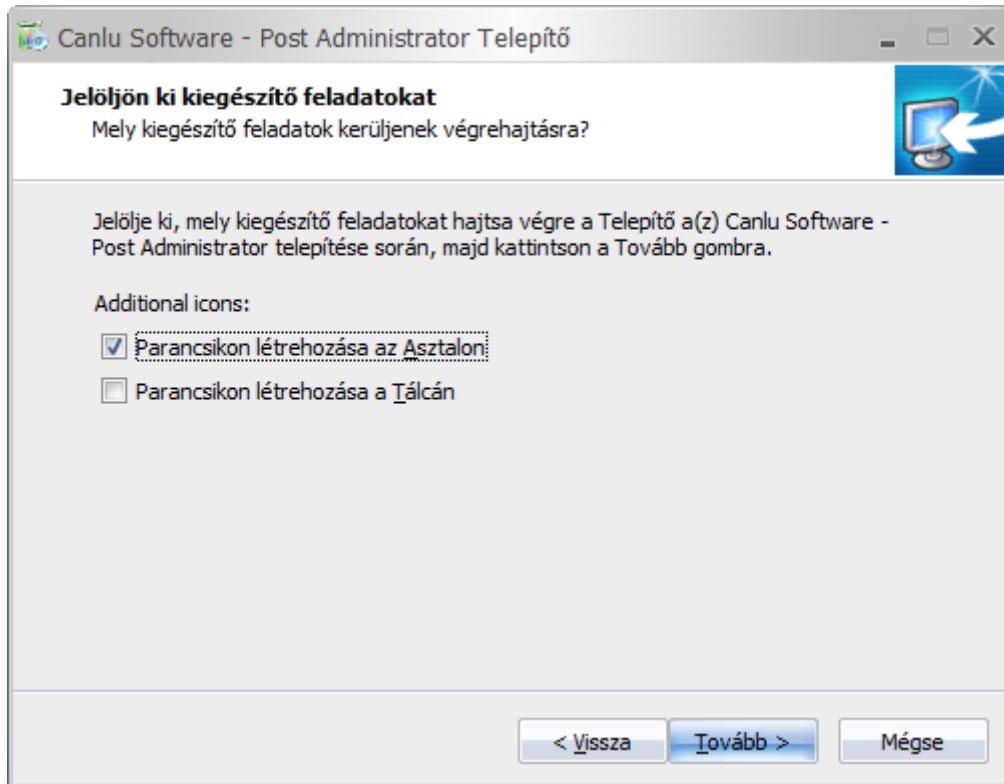 Canlu Software - Post Administrator Telepítő
Jelöljön ki kiegészítő feladatokat
Mely kiegészítő feladatok kerüljenek végrehajtásra?
Jelölje ki, mely kiegészítő feladatokat hajtsa végre a Telepítő a(z) Canlu Software -
Post Administrator telepítése során, majd kattintson a Tovább gombra.
Additional icons:
Parancsikon létrehozása az Asztalon
Parancsikon létrehozása a Tálcán
< Vissza
Tovább >
Mégse